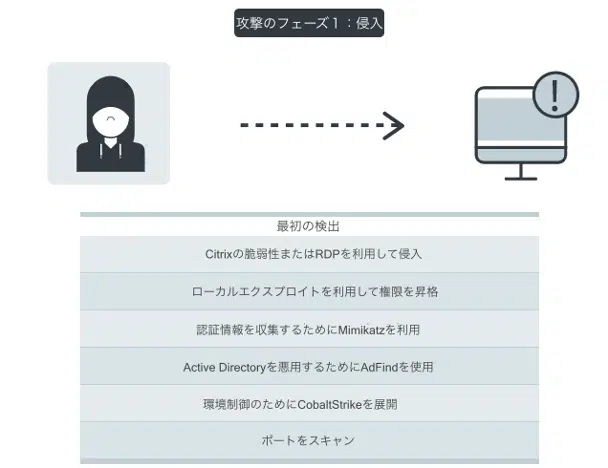 攻撃のフェーズ1：侵入
最初の検出
Citrixの脆弱性またはRDPを利用して侵入
ローカルエクスプロイトを利用して権限を昇格
認証情報を収集するためにMimikatzを利用
Active Directoryを悪用するためにAdFindを使用
環境制御のためにCobaltStrikeを展開
ポートをスキャン